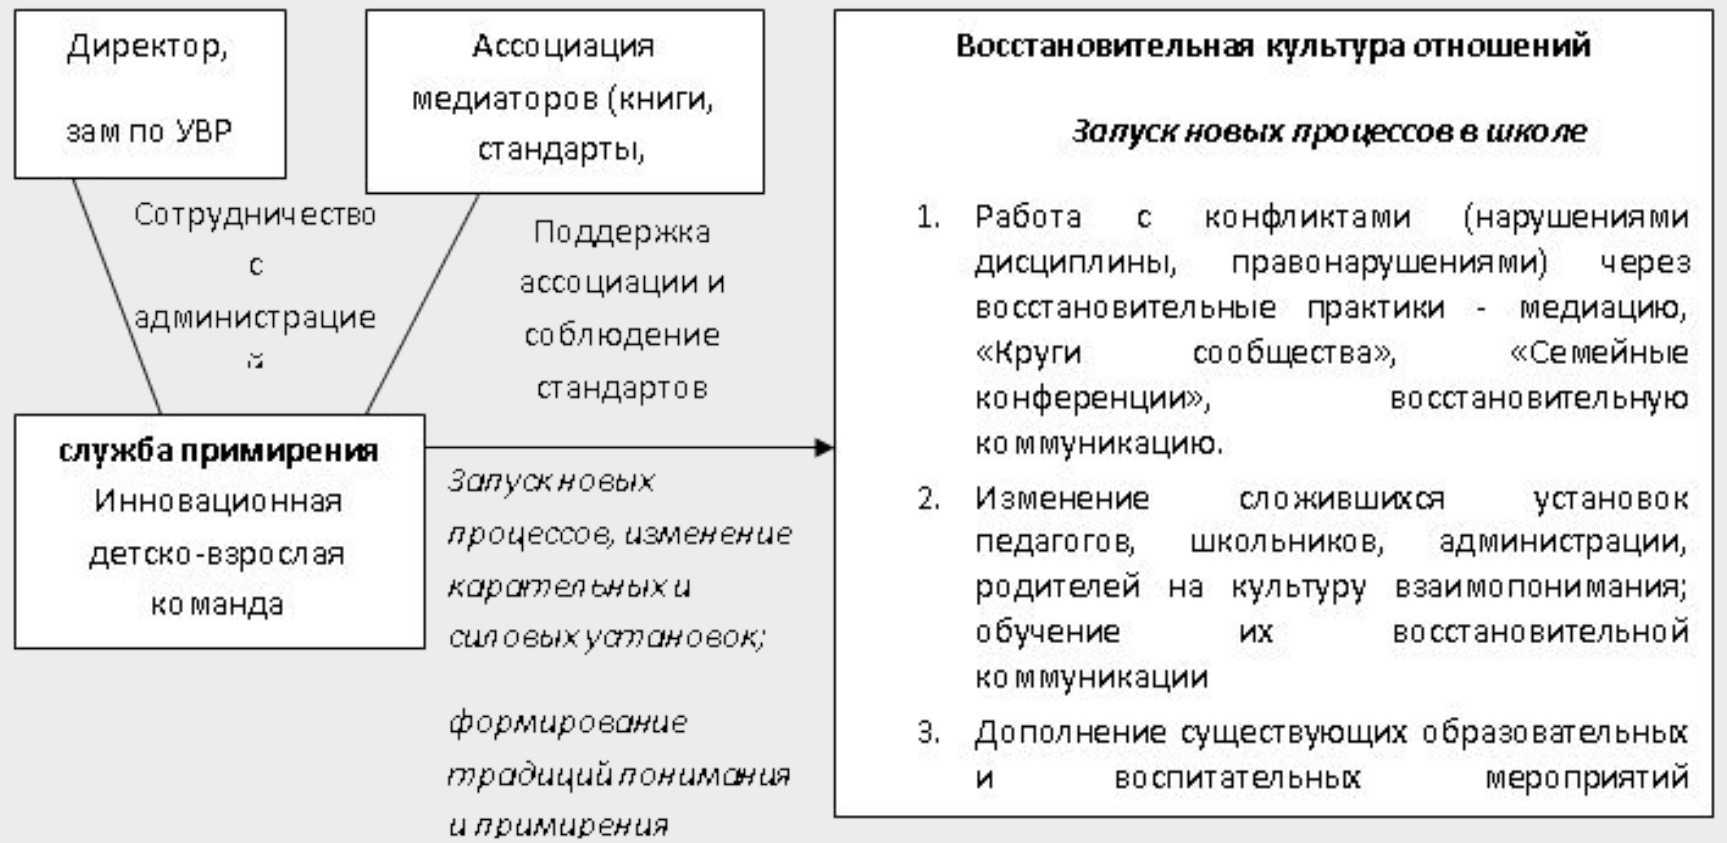 Директор,
зам по УВР
Ассоциация
медиаторов (книги,
стандарты,
Сотрудничество
с
администрацие
й
Поддержка
ассоциации и
соблюдение
стандартов
служба примирения
Инновационная
детско-взрослая
команда
Запуск новых
процессов, изменение
карательных и
силовых установок;
формирование
традиций понимания
и примирения
Восстановительная культура отношений
Запуск новых процессов в школе
1. Работа с конфликтами (нарушениями
дисциплины, правонарушениями) через
восстановительные практики - медиацию,
«Круги сообщества», «Семейные
конференции», восстановительную
коммуникацию.
2. Изменение сложившихся установок
педагогов, школьников, администрации,
родителей на культуру взаимопонимания;
обучение их восстановительной
коммуникации
3. Дополнение существующих образовательных
и воспитательных мероприятий